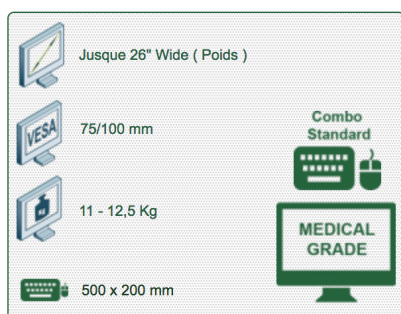 Jusque 26" Wide ( Poids )
VESA
75/100 mm
Combo
Standard
11 - 12,5 Kg
MEDICAL
GRADE
500 x 200 mm